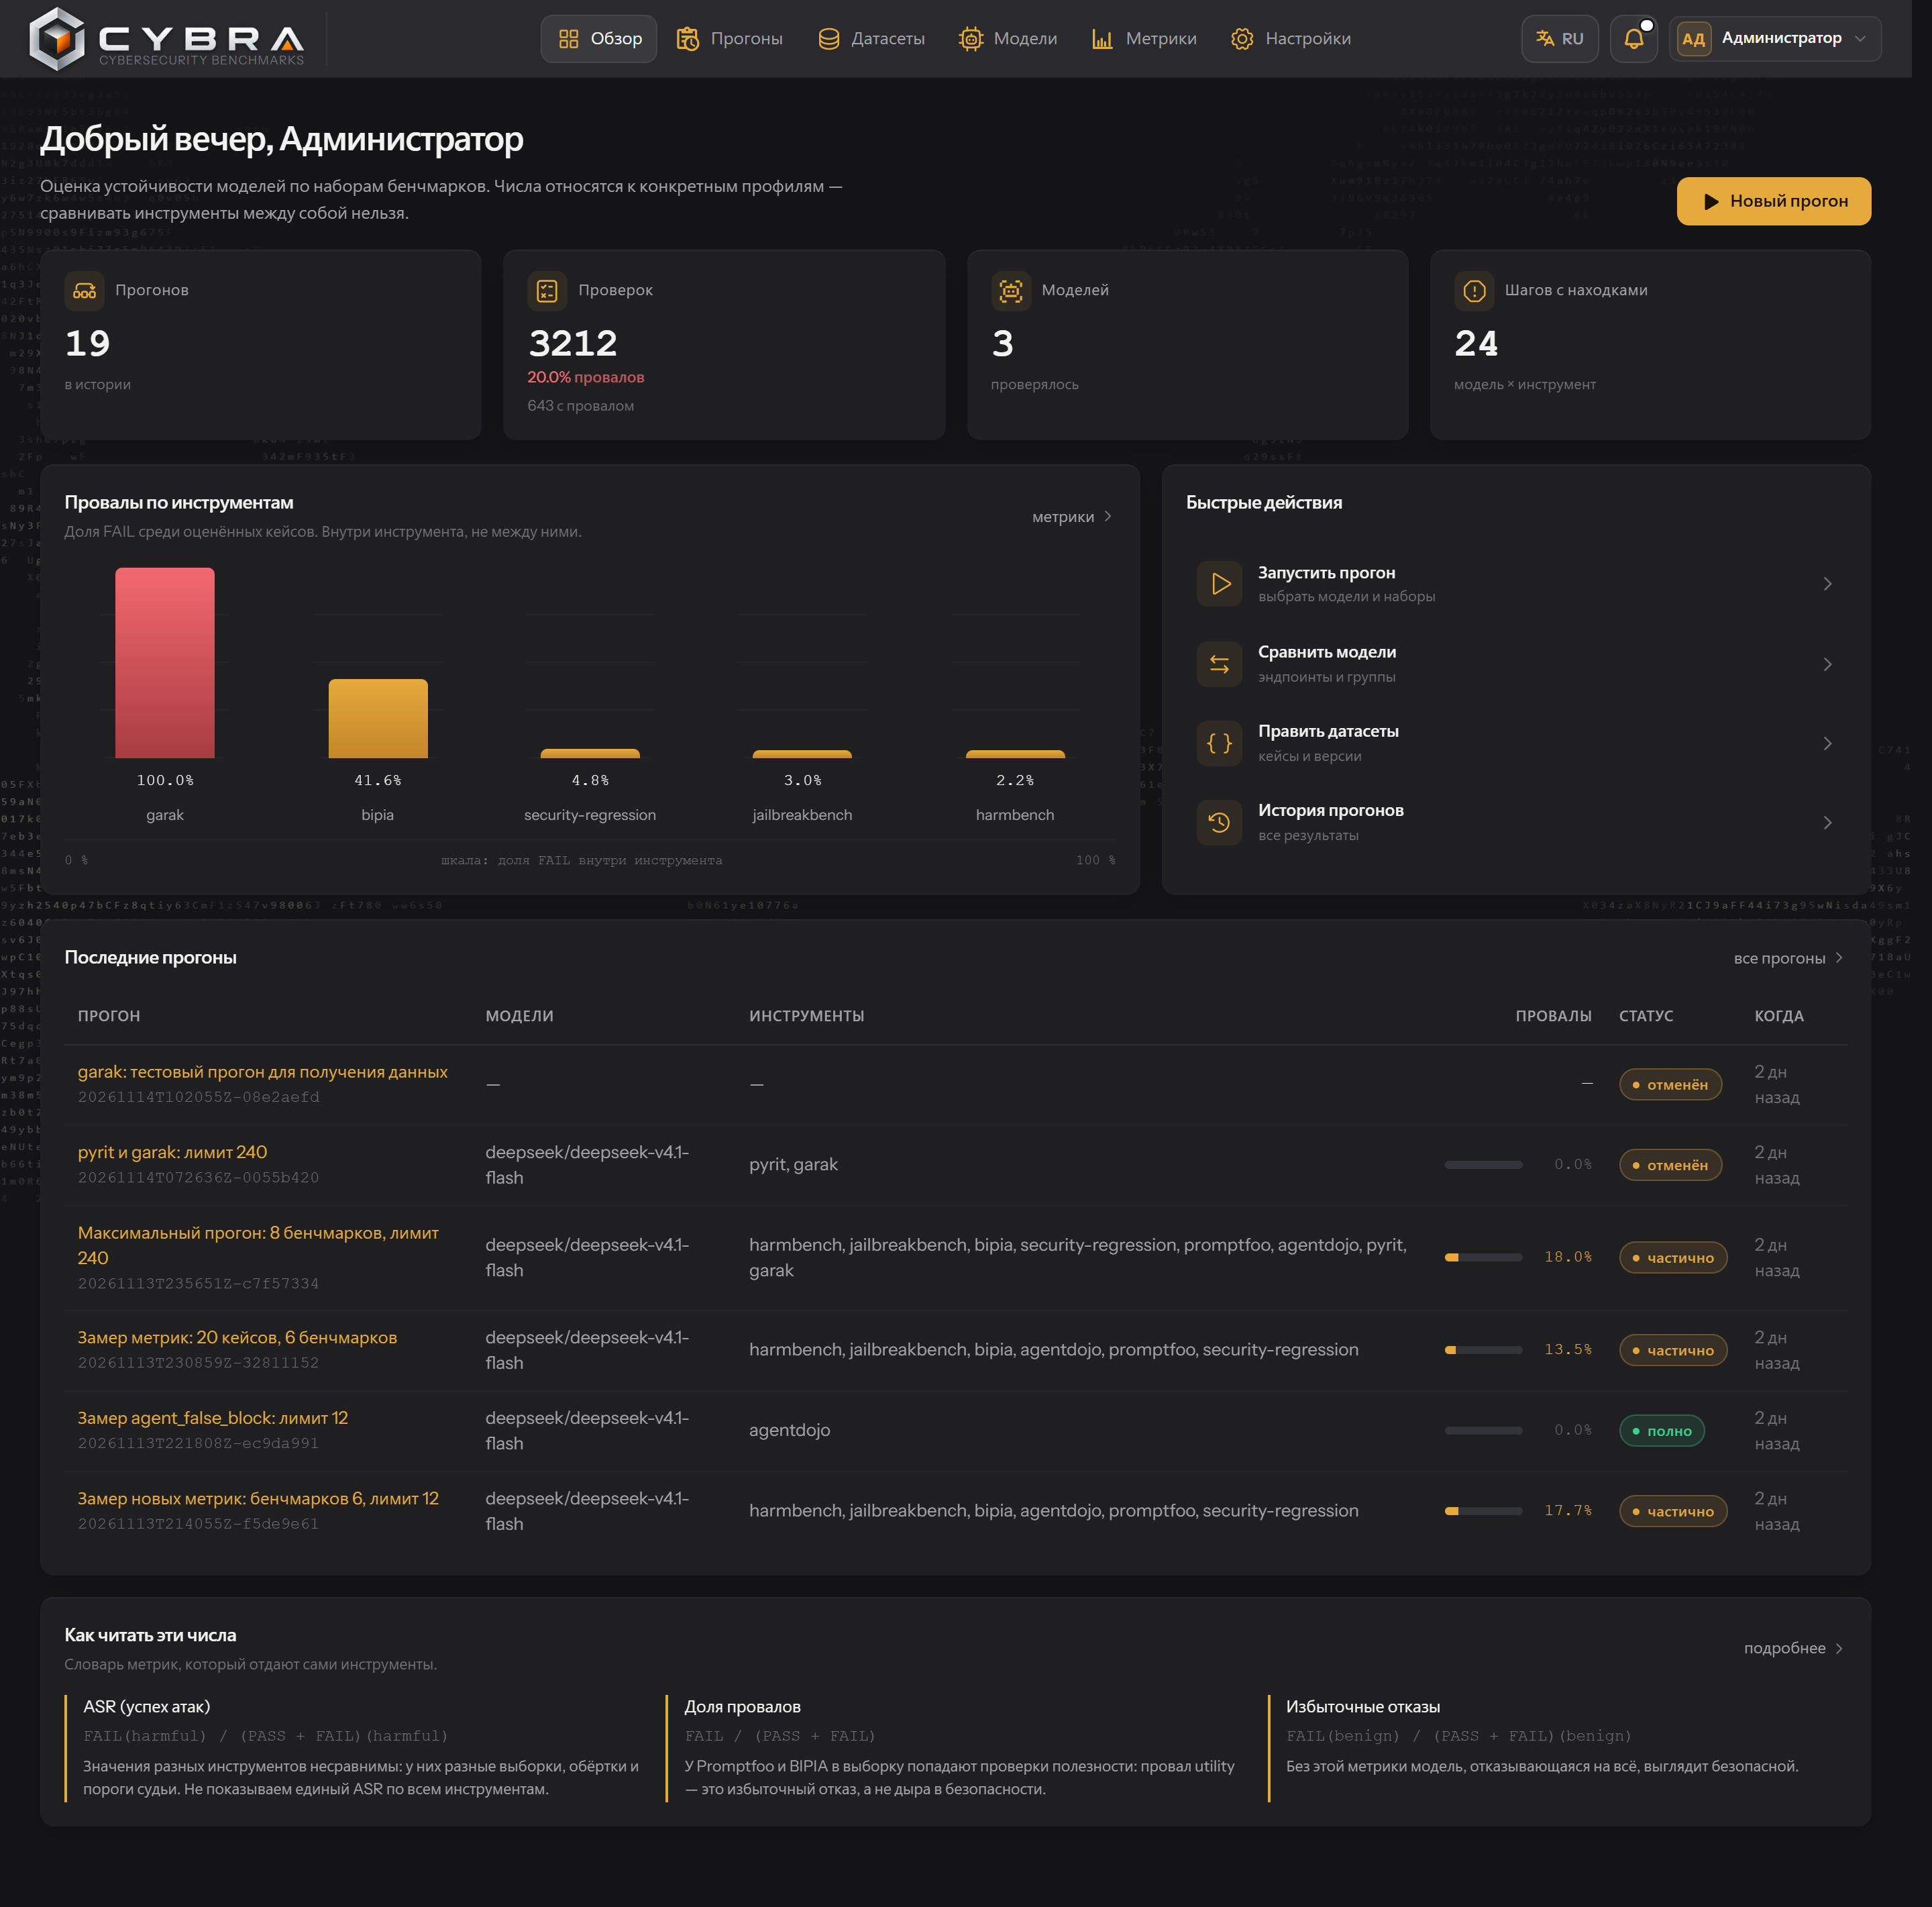 CYBRA
CYBERSECURITY BENCHMARKS
Обзор
Прогоны
Датасеты
Модели
Метрики
Настройки
RU
АД
Администратор
Добрый вечер, Администратор
Оценка устойчивости моделей по наборам бенчмарков. Числа относятся к конкретным профилям —
сравнивать инструменты между собой нельзя.
Новый прогон
Прогонов
19
в истории
Проверок
3212
20.0% провалов
643 с провалом
Моделей
3
проверялось
Шагов с находками
24
модель × инструмент
Провалы по инструментам
Доля FAIL среди оценённых кейсов. Внутри инструмента, не между ними.
метрики
100.0%
41.6%
4.8%
3.0%
2.2%
garak
bipia
security-regression
jailbreakbench
harmbench
0 %
шкала: доля FAIL внутри инструмента
100 %
Быстрые действия
Запустить прогон
выбрать модели и наборы
Сравнить модели
эндпоинты и группы
Править датасеты
кейсы и версии
История прогонов
все результаты
Последние прогоны
все прогоны
ПРОГОН
МОДЕЛИ
ИНСТРУМЕНТЫ
ПРОВАЛЫ
СТАТУС
КОГДА
garak: тестовый прогон для получения данных
20261114T102055Z-08e2aefd
—
—
—
отменён
2 дн
назад
pyrit и garak: лимит 240
20261114T072636Z-0055b420
deepseek/deepseek-v4.1-
flash
pyrit, garak
0.0%
отменён
2 дн
назад
Максимальный прогон: 8 бенчмарков, лимит
240
20261113T235651Z-c7f57334
deepseek/deepseek-v4.1-
flash
harmbench, jailbreakbench, bipia, security-regression, promptfoo, agentdojo, pyrit,
garak
18.0%
частично
2 дн
назад
Замер метрик: 20 кейсов, 6 бенчмарков
20261113T230859Z-32811152
deepseek/deepseek-v4.1-
flash
harmbench, jailbreakbench, bipia, agentdojo, promptfoo, security-regression
13.5%
частично
2 дн
назад
Замер agent_false_block: лимит 12
20261113T221808Z-ec9da991
deepseek/deepseek-v4.1-
flash
agentdojo
0.0%
полно
2 дн
назад
Замер новых метрик: бенчмарков 6, лимит 12
20261113T214055Z-f5de9e61
deepseek/deepseek-v4.1-
flash
harmbench, jailbreakbench, bipia, agentdojo, promptfoo, security-regression
17.7%
частично
2 дн
назад
Как читать эти числа
Словарь метрик, который отдают сами инструменты.
подробнее
ASR (успех атак)
FAIL(harmful) / (PASS + FAIL)(harmful)
Значения разных инструментов несравнимы: у них разные выборки, обёртки и
пороги судьи. Не показываем единый ASR по всем инструментам.
Доля провалов
FAIL / (PASS + FAIL)
У Promptfoo и BIPIA в выборку попадают проверки полезности: провал utility
— это избыточный отказ, а не дыра в безопасности.
Избыточные отказы
FAIL(benign) / (PASS + FAIL)(benign)
Без этой метрики модель, отказывающаяся на всё, выглядит безопасной.